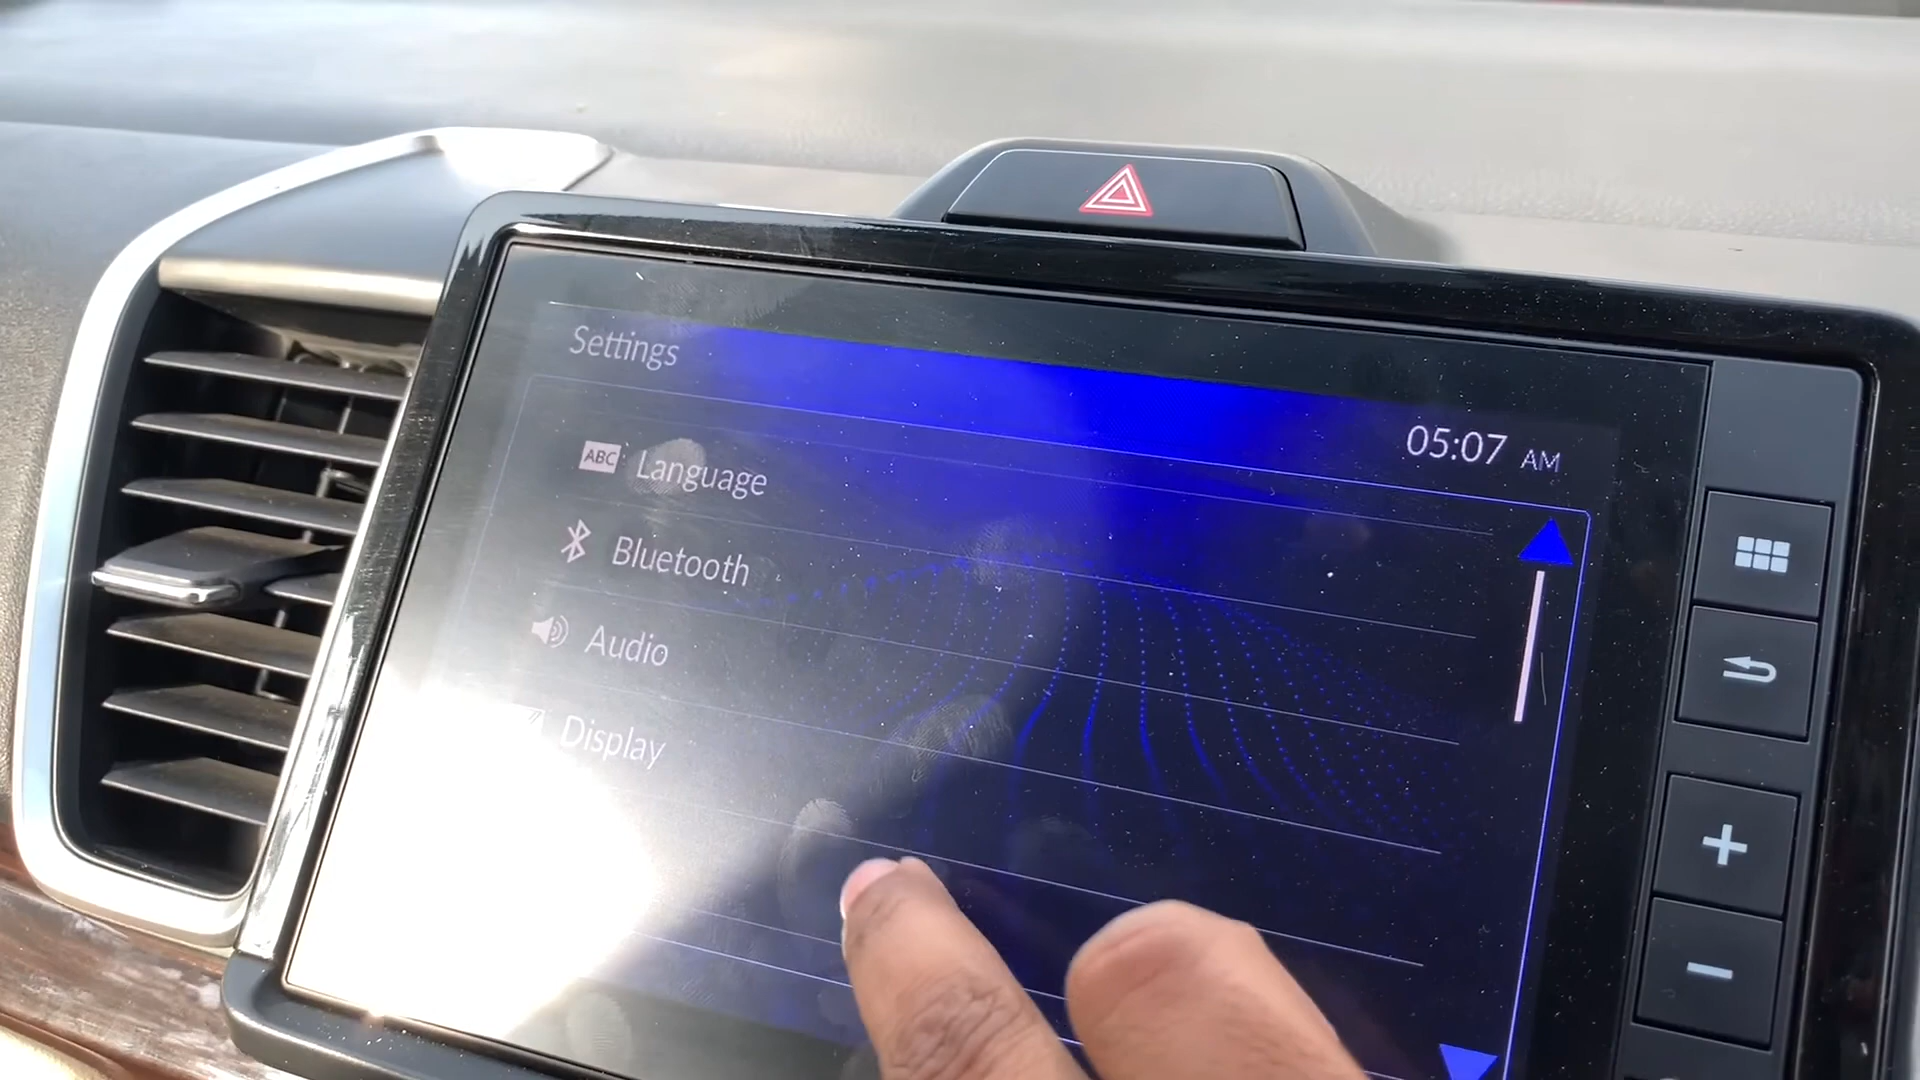 Settings
05:07 AM
ABC Language
Bluetooth
Audio
Display